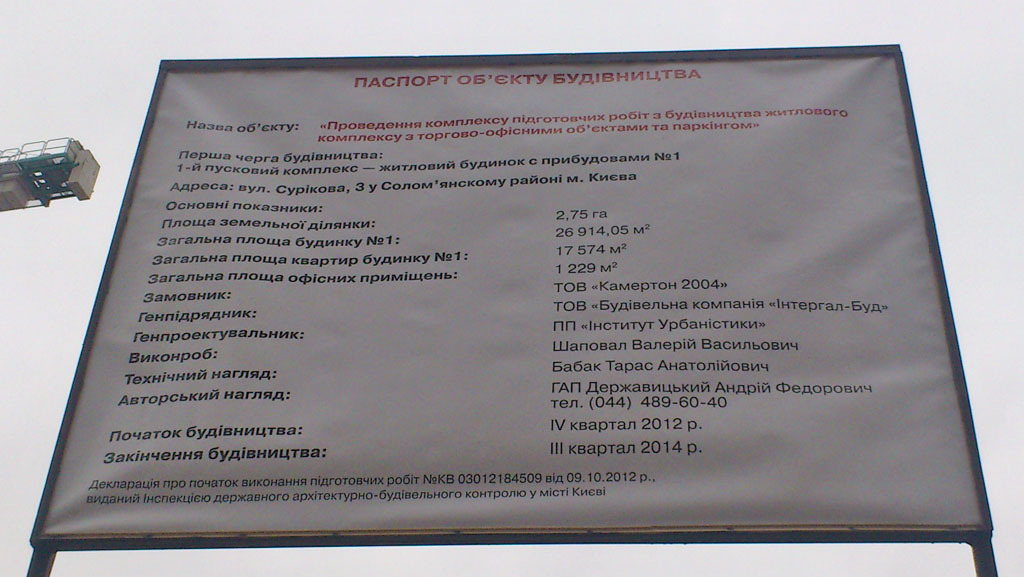 ПАСПОРТ ОБ'ЄКТУ БУДІВНИЦТВА
Назва об'єкту: «Проведення комплексу підготовчих робіт з будівництва житлового
комплексу з торгово-офісними об'єктами та паркінгом»
Перша черга будівництва:
1-й пусковий комплекс — житловий будинок с прибудовами №1
Адреса: вул. Сурікова, 3 у Солом'янскому районі м. Києва
Основні показники:
Площа земельної ділянки: 2,75 га
Загальна площа будинку №1: 26 914,05 м²
Загальна площа квартир будинку №1: 17 574 м²
Загальна площа офісних приміщень: 1 229 м²
Замовник: ТОВ «Камертон 2004»
Генпідрядник: ТОВ «Будівельна компанія «Інтергал-Буд»
Генпроектувальник: ПП «Інститут Урбаністики»
Виконроб: Шаповал Валерій Васильович
Технічний нагляд: Бабак Тарас Анатолійович
Авторський нагляд: ГАП Державицький Андрій Федорович
тел. (044) 489-60-40
Початок будівництва: IV квартал 2012 р.
Закінчення будівництва: III квартал 2014 р.
Декларація про початок виконання підготовчих робіт №КВ 03012184509 від 09.10.2012 р.,
виданий Інспекцією державного архітектурно-будівельного контролю у місті Києві